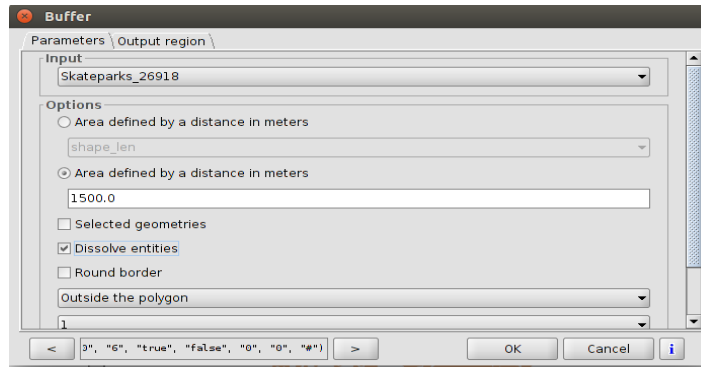 Buffer
Parameters Output region
Input
Skateparks_26918
Options
Area defined by a distance in meters
shape_len
Area defined by a distance in meters
1500.0
Selected geometries
Dissolve entities
Round border
Outside the polygon
1
< "6", "true", "false", "0", "0", "#") > OK Cancel i